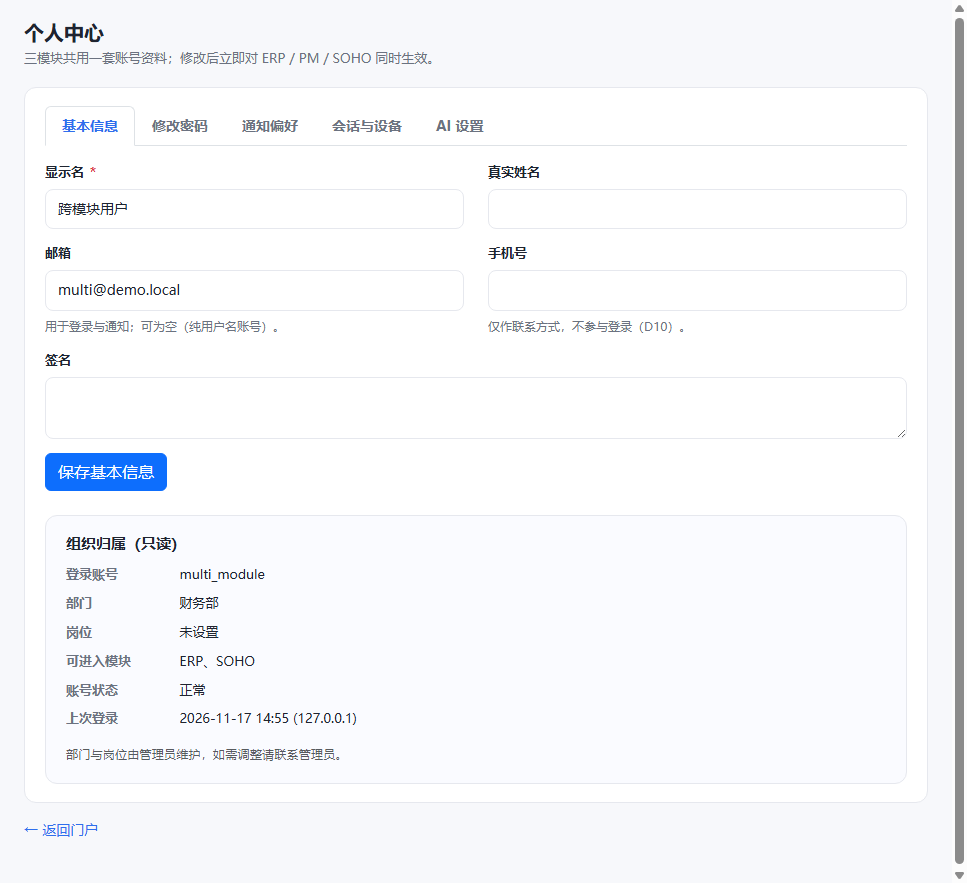 个人中心
三模块共用一套账号资料；修改后立即对 ERP / PM / SOHO 同时生效。
基本信息 修改密码 通知偏好 会话与设备 AI 设置
显示名 * 真实姓名
跨模块用户
邮箱 手机号
multi@demo.local
用于登录与通知；可为空（纯用户名账号）。 仅作联系方式，不参与登录（D10）。
签名
保存基本信息
组织归属（只读）
登录账号 multi_module
部门 财务部
岗位 未设置
可进入模块 ERP、SOHO
账号状态 正常
上次登录 2026-11-17 14:55 (127.0.0.1)
部门与岗位由管理员维护，如需调整请联系管理员。
← 返回门户